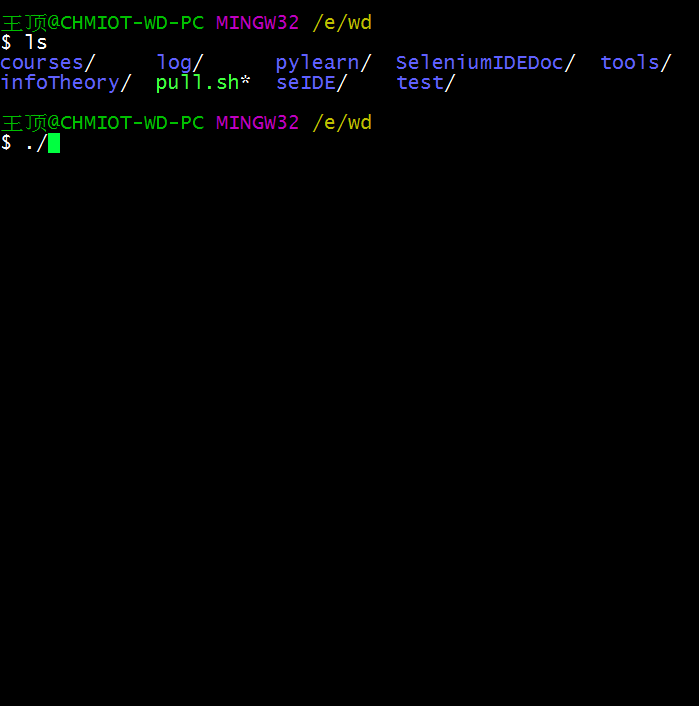 王顶@CHMIOT-WD-PC MINGW32 /e/wd
$ ls
courses/     log/      pylearn/  SeleniumIDEDoc/  tools/
infoTheory/  pull.sh*  seIDE/    test/
王顶@CHMIOT-WD-PC MINGW32 /e/wd
$ ./